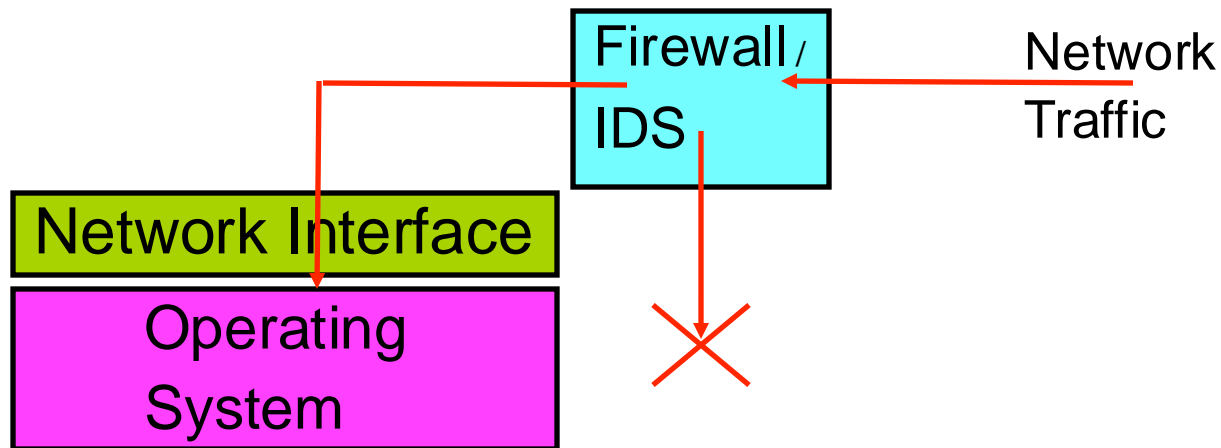 Firewall /
IDS
Network
Traffic
Network Interface
Operating
System